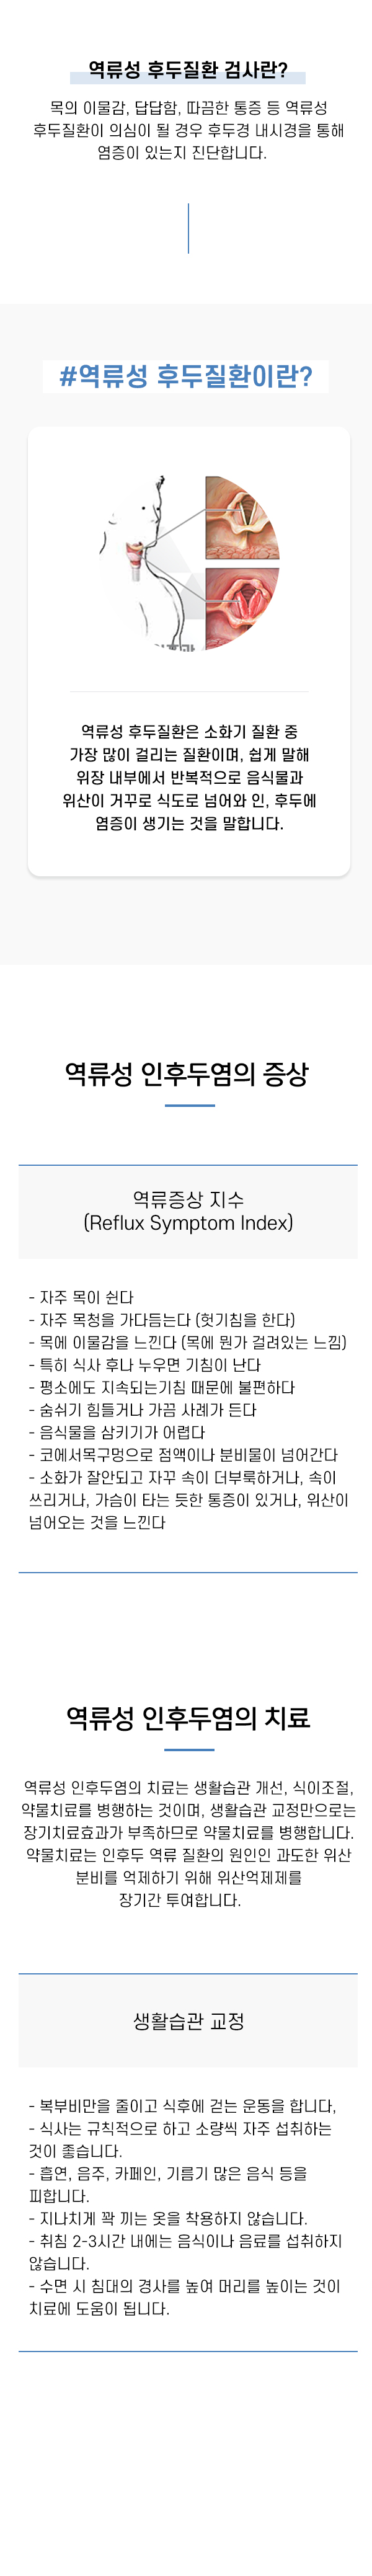 역류성 후두질환 검사란?
목의 이물감, 답답함, 따끔한 통증 등 역류성
후두질환이 의심이 될 경우 후두경 내시경을 통해
염증이 있는지 진단합니다.
#역류성 후두질환이란?
역류성 후두질환은 소화기 질환 중
가장 많이 걸리는 질환이며, 쉽게 말해
위장 내부에서 반복적으로 음식물과
위산이 거꾸로 식도로 넘어와 인, 후두에
염증이 생기는 것을 말합니다.
역류성 인후두염의 증상
역류증상 지수
(Reflux Symptom Index)
- 자주 목이 쉰다
- 자주 목청을 가다듬는다 (헛기침을 한다)
- 목에 이물감을 느낀다 (목에 뭔가 걸려있는 느낌)
- 특히 식사 후나 누우면 기침이 난다
- 평소에도 지속되는기침 때문에 불편하다
- 숨쉬기 힘들거나 가끔 사례가 든다
- 음식물을 삼키기가 어렵다
- 코에서목구멍으로 점액이나 분비물이 넘어간다
- 소화가 잘안되고 자꾸 속이 더부룩하거나, 속이
쓰리거나, 가슴이 타는 듯한 통증이 있거나, 위산이
넘어오는 것을 느낀다
역류성 인후두염의 치료
역류성 인후두염의 치료는 생활습관 개선, 식이조절,
약물치료를 병행하는 것이며, 생활습관 교정만으로는
장기치료효과가 부족하므로 약물치료를 병행합니다.
약물치료는 인후두 역류 질환의 원인인 과도한 위산
분비를 억제하기 위해 위산억제제를
장기간 투여합니다.
생활습관 교정
- 복부비만을 줄이고 식후에 걷는 운동을 합니다,
- 식사는 규칙적으로 하고 소량씩 자주 섭취하는
것이 좋습니다.
- 흡연, 음주, 카페인, 기름기 많은 음식 등을
피합니다.
- 지나치게 꽉 끼는 옷을 착용하지 않습니다.
- 취침 2-3시간 내에는 음식이나 음료를 섭취하지
않습니다.
- 수면 시 침대의 경사를 높여 머리를 높이는 것이
치료에 도움이 됩니다.